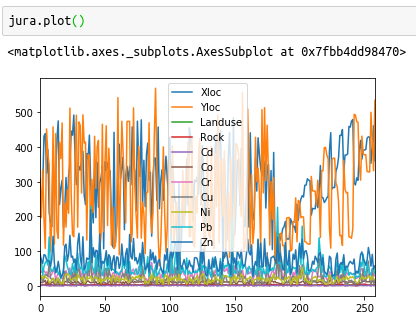 jura.plot()
<matplotlib.axes._subplots.AxesSubplot at 0x7fbb4dd98470>
500
400
300
200
100
0
Xloc
Yloc
Landuse
Rock
Cd
Co
Cr
Cu
Ni
Pb
Zn
0
50
100
150
200
250